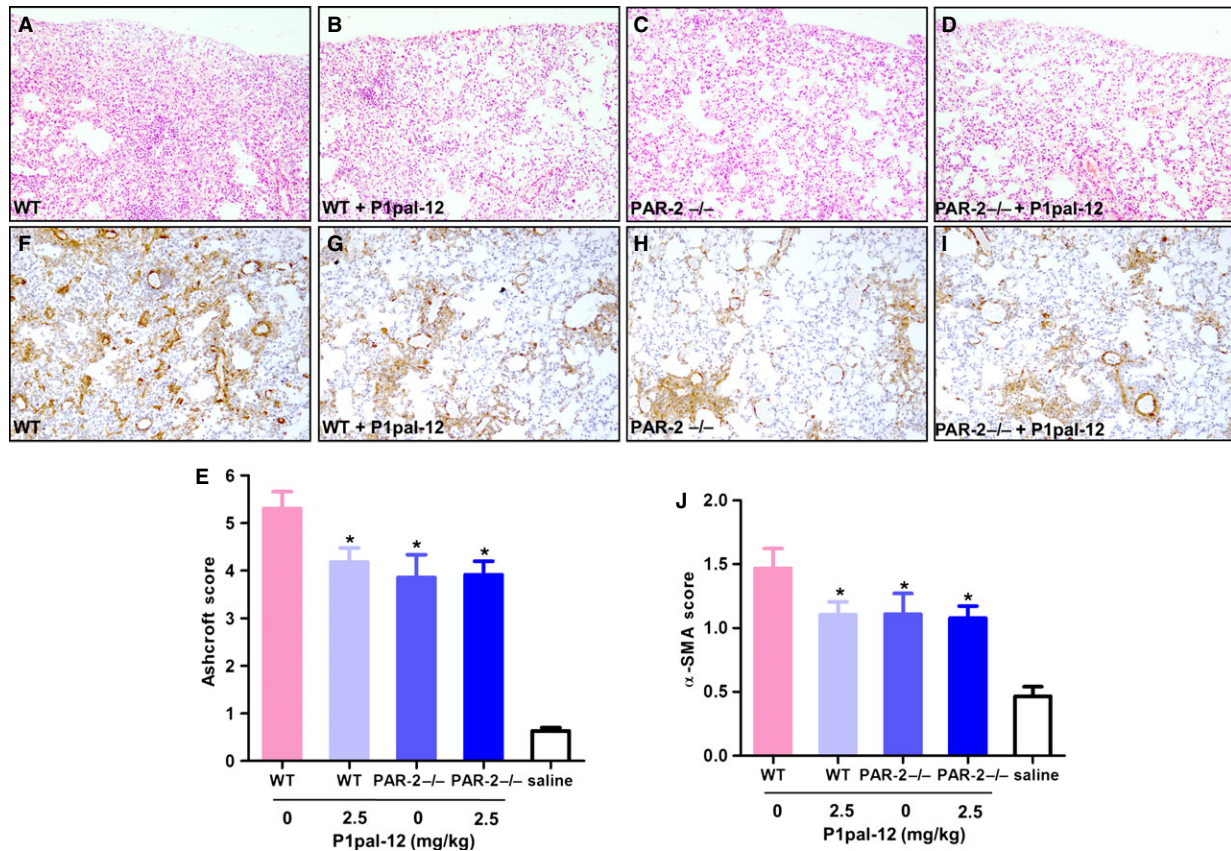 A B C D
WT WT + P1pal-12 PAR-2 –/– PAR-2–/– + P1pal-12
F G H I
WT WT + P1pal-12 PAR-2 –/– PAR-2–/– + P1pal-12
E
6
5
4
3
2
1
0
Ashcroft score
* * *
WT WT PAR-2–/– PAR-2–/– saline
0 2.5 0 2.5
P1pal-12 (mg/kg)
J
2.0
1.5
1.0
0.5
0.0
α-SMA score
* * *
WT WT PAR-2–/– PAR-2–/– saline
0 2.5 0 2.5
P1pal-12 (mg/kg)